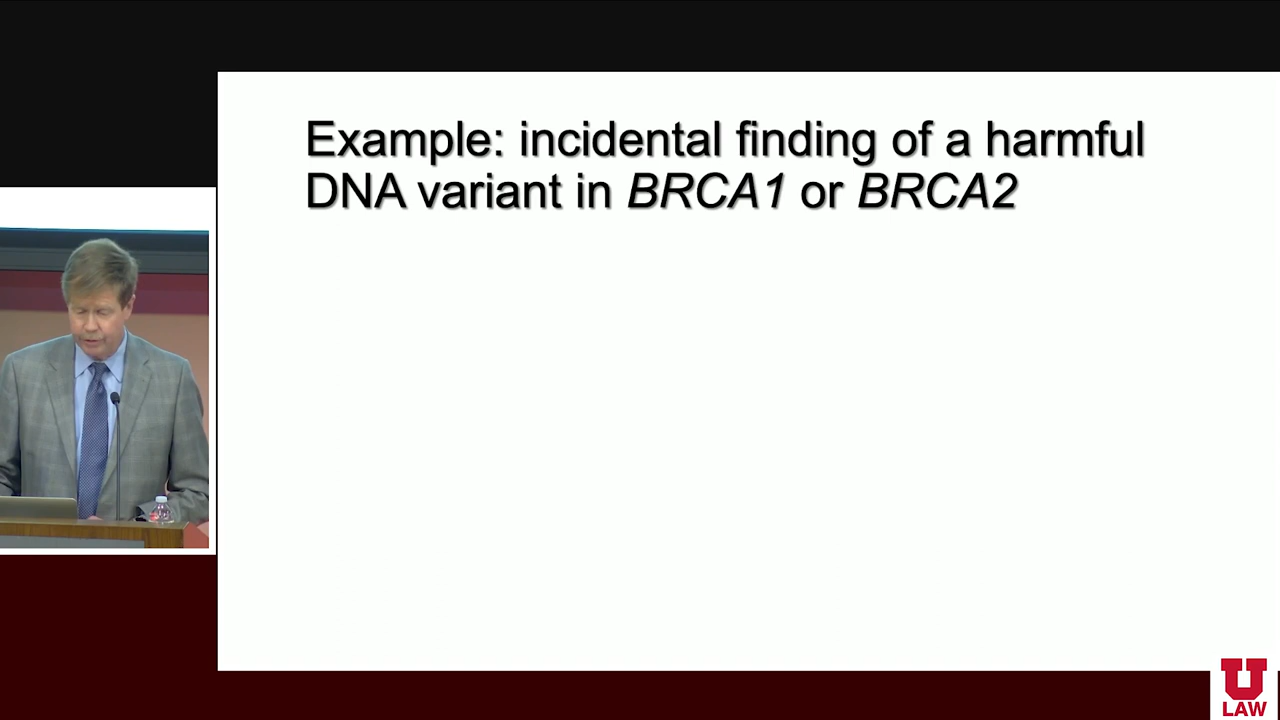 Example: incidental finding of a harmful
DNA variant in BRCA1 or BRCA2
U
LAW